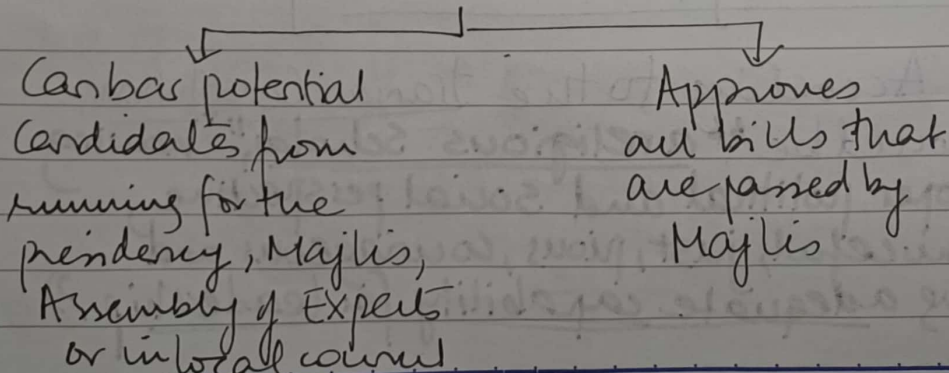 Can bar potential
candidates from
running for the
presidency, Majlis,
Assembly of Experts
or in local council
Approves
all bills that
are passed by
Majlis